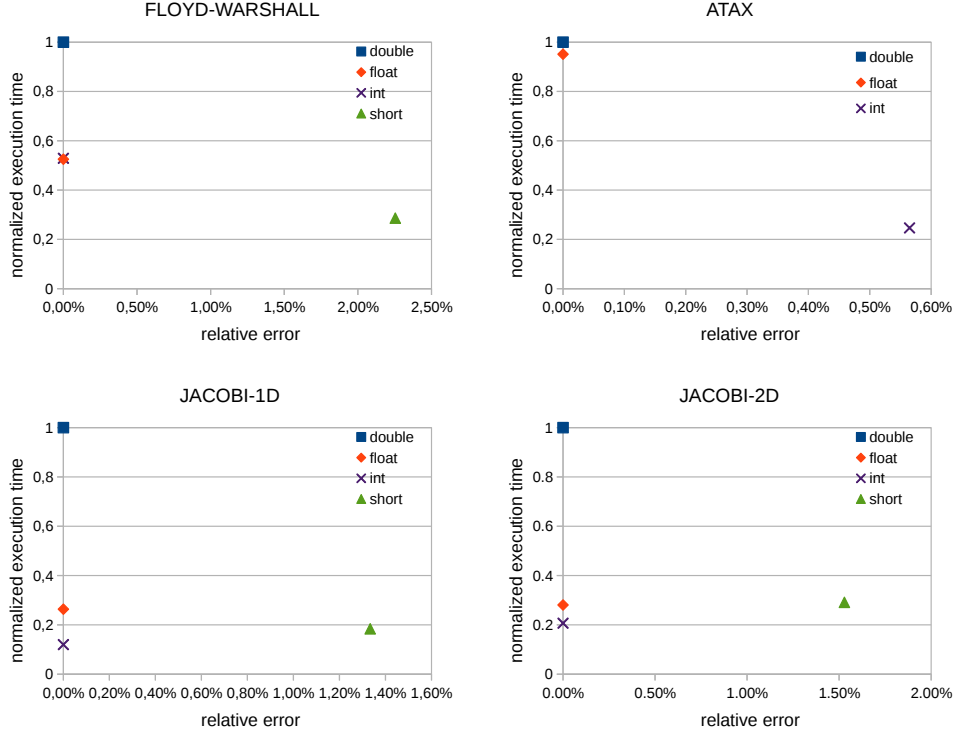 FLOYD-WARSHALL
normalized execution time
1
0,8
0,6
0,4
0,2
0
0,00% 0,50% 1,00% 1,50% 2,00% 2,50%
relative error
double
float
int
short
ATAX
normalized execution time
1
0,8
0,6
0,4
0,2
0
0,00% 0,10% 0,20% 0,30% 0,40% 0,50% 0,60%
relative error
double
float
int
JACOBI-1D
normalized execution time
1
0,8
0,6
0,4
0,2
0
0,00% 0,20% 0,40% 0,60% 0,80% 1,00% 1,20% 1,40% 1,60%
relative error
double
float
int
short
JACOBI-2D
normalized execution time
1
0.8
0.6
0.4
0.2
0
0.00% 0.50% 1.00% 1.50% 2.00%
relative error
double
float
int
short